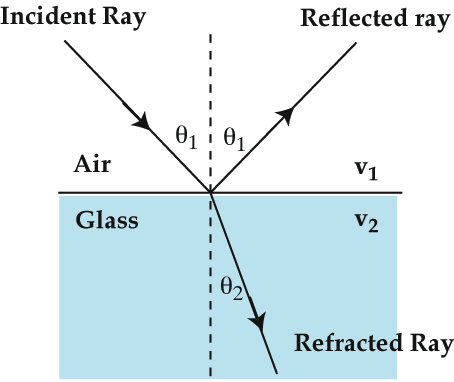 Incident Ray
Reflected ray
θ1
θ1
Air
v1
Glass
v2
θ2
Refracted Ray